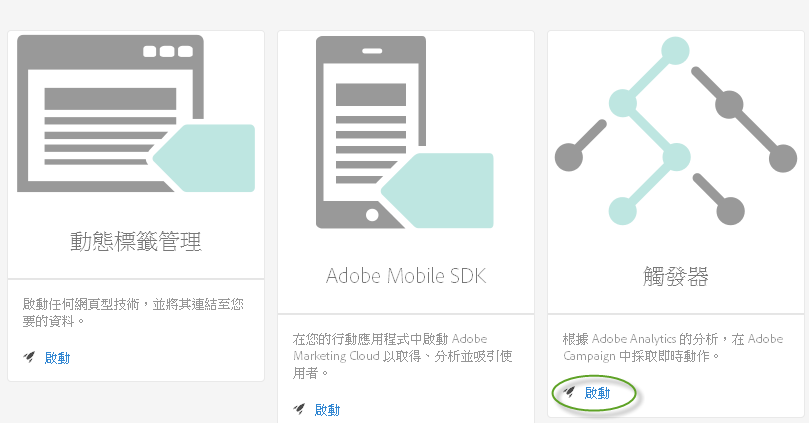 動態標籤管理
啟動任何網頁型技術，並將其連結至您
要的資料。
啟動
Adobe Mobile SDK
在您的行動應用程式中啟動 Adobe
Marketing Cloud 以取得、分析並吸引使
用者。
啟動
觸發器
根據 Adobe Analytics 的分析，在 Adobe
Campaign 中採取即時動作。
啟動